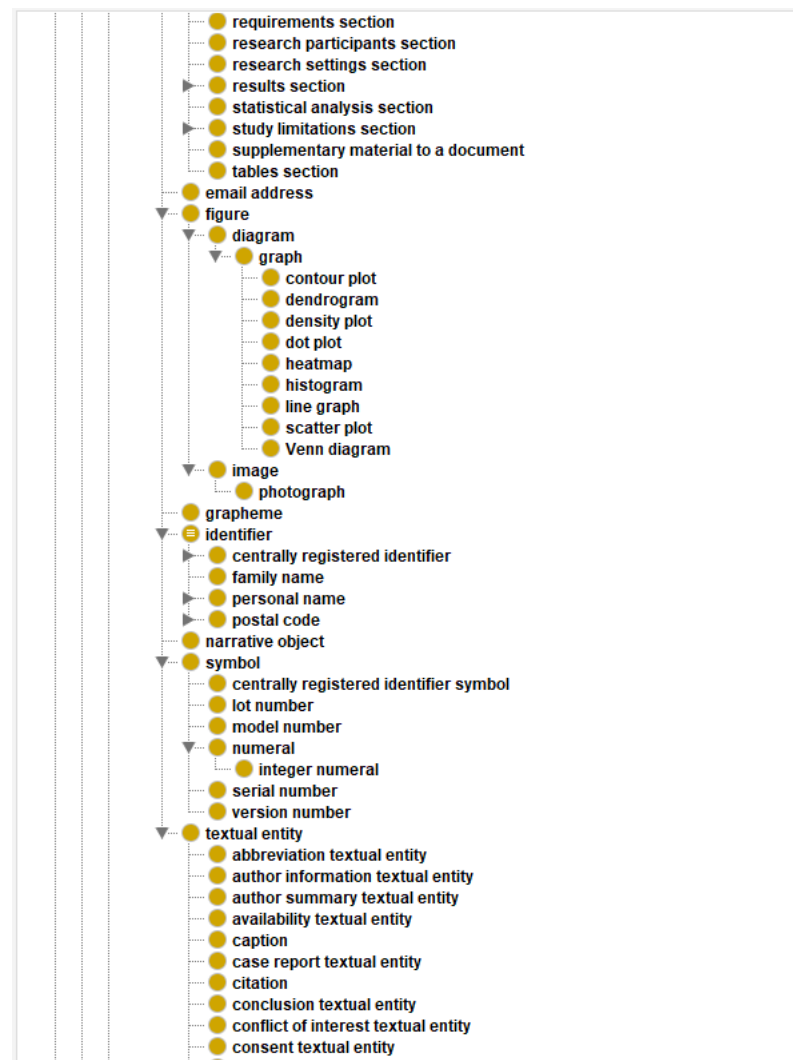 requirements section
research participants section
research settings section
results section
statistical analysis section
study limitations section
supplementary material to a document
tables section
email address
figure
diagram
graph
contour plot
dendrogram
density plot
dot plot
heatmap
histogram
line graph
scatter plot
Venn diagram
image
photograph
grapheme
identifier
centrally registered identifier
family name
personal name
postal code
narrative object
symbol
centrally registered identifier symbol
lot number
model number
numeral
integer numeral
serial number
version number
textual entity
abbreviation textual entity
author information textual entity
author summary textual entity
availability textual entity
caption
case report textual entity
citation
conclusion textual entity
conflict of interest textual entity
consent textual entity